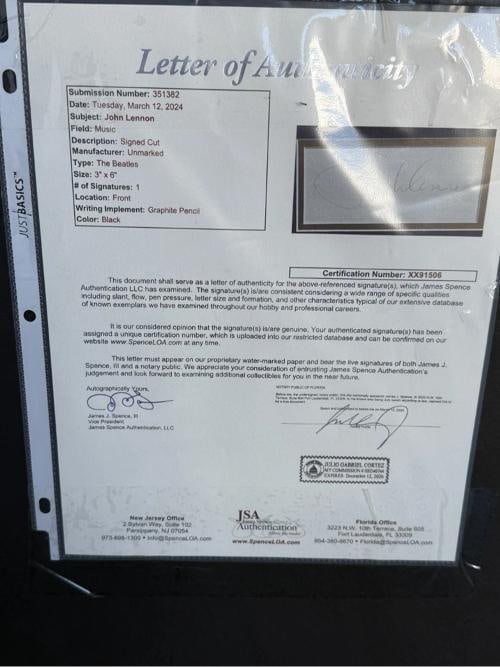 Letter of Authenticity
Submission Number: 351382
Date: Tuesday, March 12, 2024
Subject: John Lennon
Field: Music
Description: Signed Cut
Manufacturer: Unmarked
Type: The Beatles
Size: 3" x 6"
# of Signatures: 1
Location: Front
Writing Implement: Graphite Pencil
Color: Black
JUSTBASICS™
Certification Number: XX91506
This document shall serve as a letter of authenticity for the above-referenced signature(s), which James Spence
Authentication LLC has examined. The signature(s) is/are consistent considering a wide range of specific qualities
including slant, flow, pen pressure, letter size and formation, and other characteristics typical of our extensive database
of known exemplars we have examined throughout our hobby and professional careers.
It is our considered opinion that the signature(s) is/are genuine. Your authenticated signature(s) has been
assigned a unique certification number, which is uploaded into our restricted database and can be confirmed on our
website www.SpenceLOA.com at any time.
This letter must appear on our proprietary water-marked paper and bear the live signatures of both James J.
Spence, III and a notary public. We appreciate your consideration of entrusting James Spence Authentication's
judgement and look forward to examining additional collectibles for you in the near future.
Autographically Yours,
James J. Spence, III
Vice President
James Spence Authentication, LLC
NOTARY PUBLIC OF FLORIDA
JULIO GABRIEL CORTEZ
MY COMMISSION
EXPIRES: December 12, 2026
New Jersey Office
2 Sylvan Way, Suite 102
Parsippany, NJ 07054
973-898-1300 • Info@SpenceLOA.com
JSA
James Spence
Authentication
www.SpenceLOA.com
Florida Office
3223 N.W. 10th Terrace, Suite 605
Fort Lauderdale, FL 33309
954-380-8670 • Florida@SpenceLOA.com